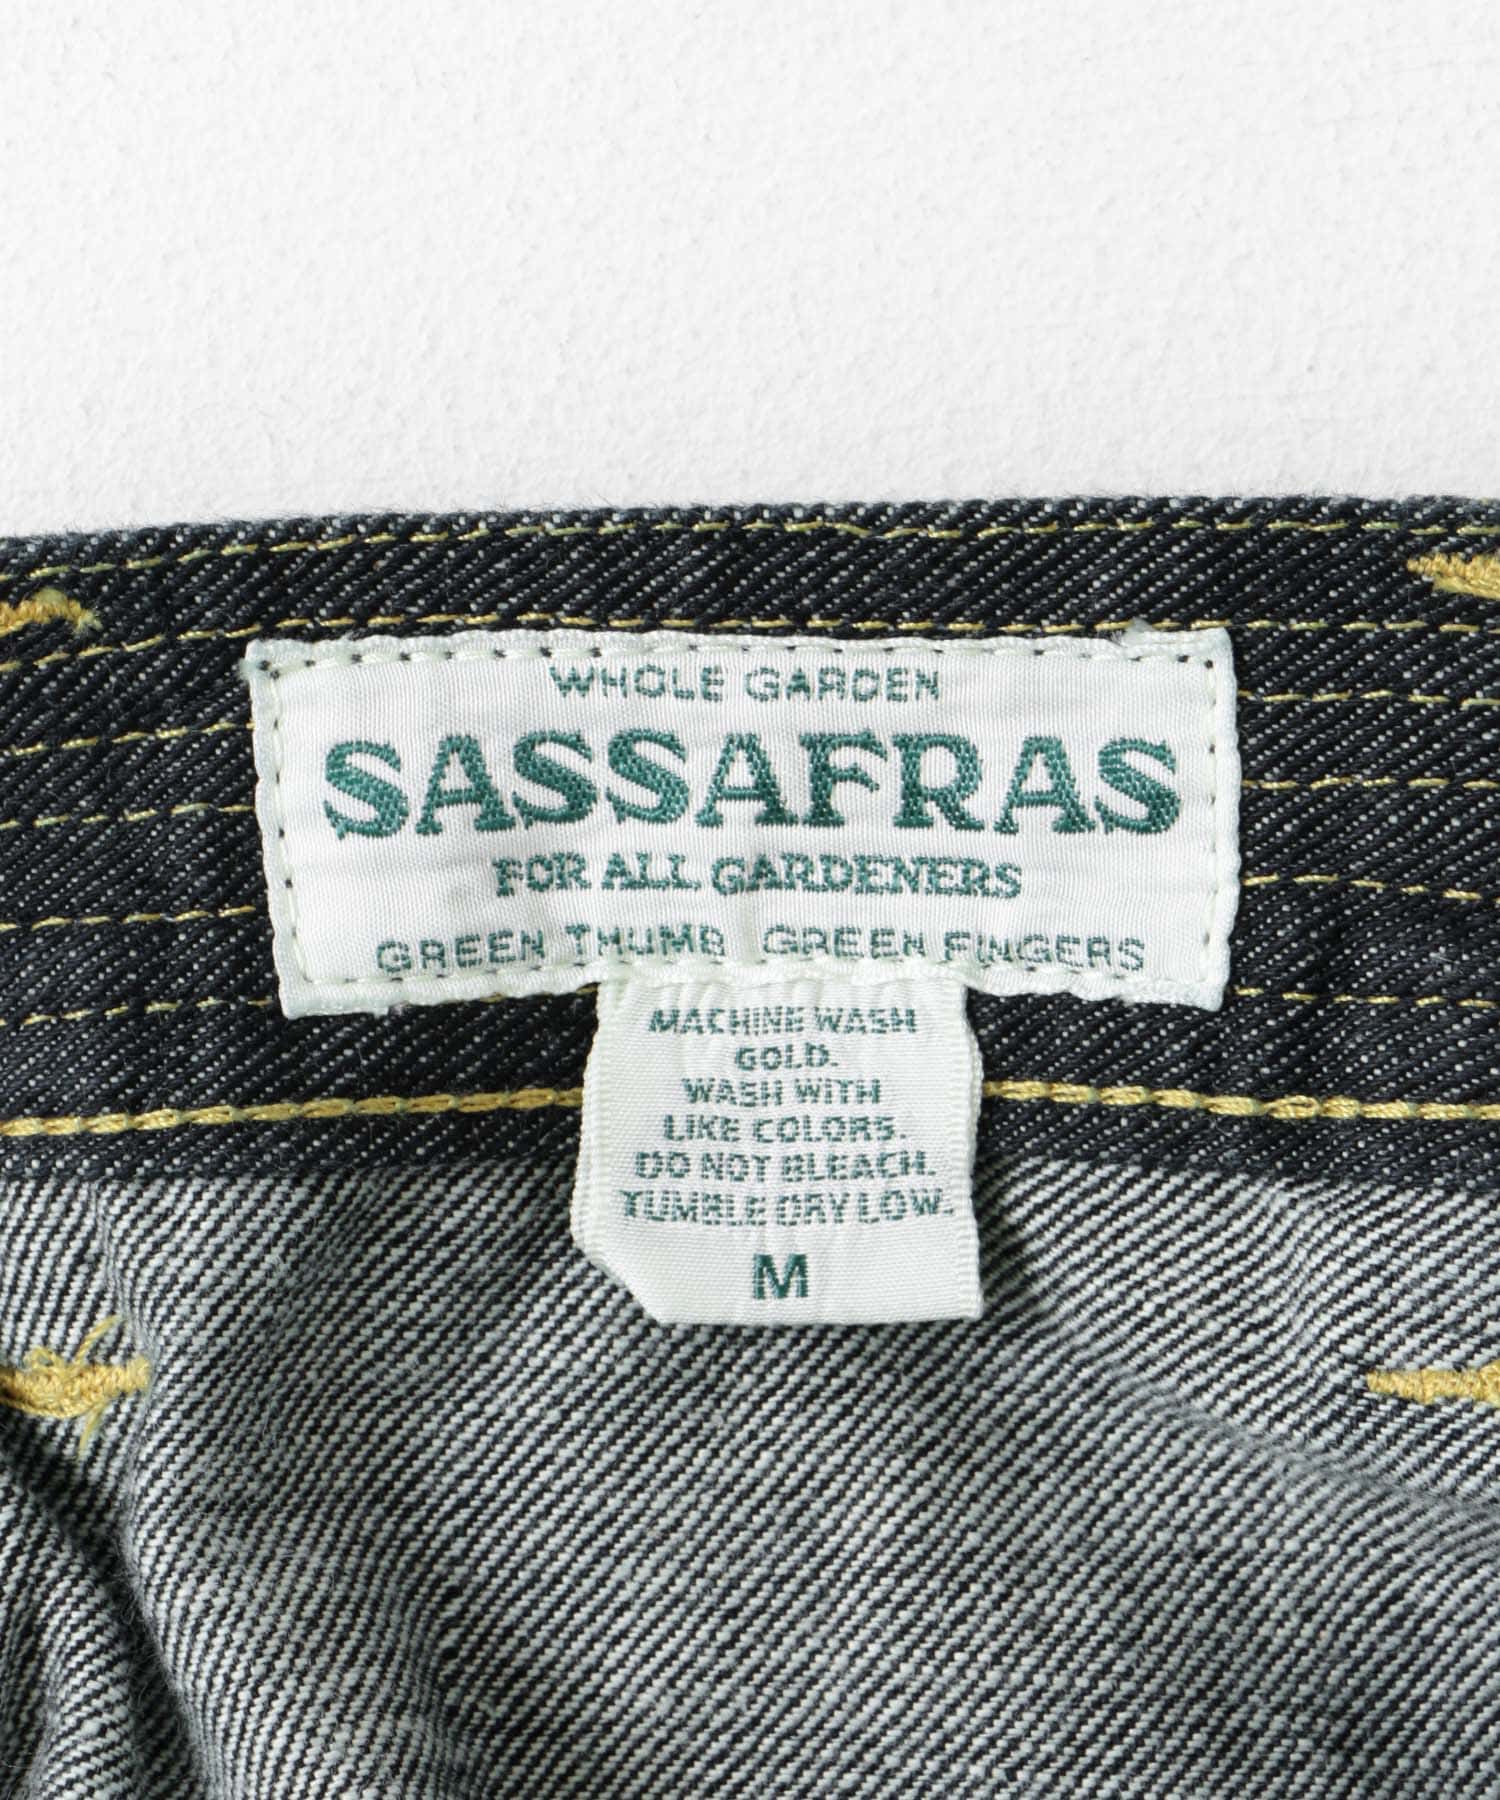 WHOLE GARDEN
SASSAFRAS
FOR ALL GARDENERS
GREEN THUMB GREEN FINGERS
MACHINE WASH
GOLD.
WASH WITH
LIKE COLORS.
DO NOT BLEACH.
TUMBLE DRY LOW.
M